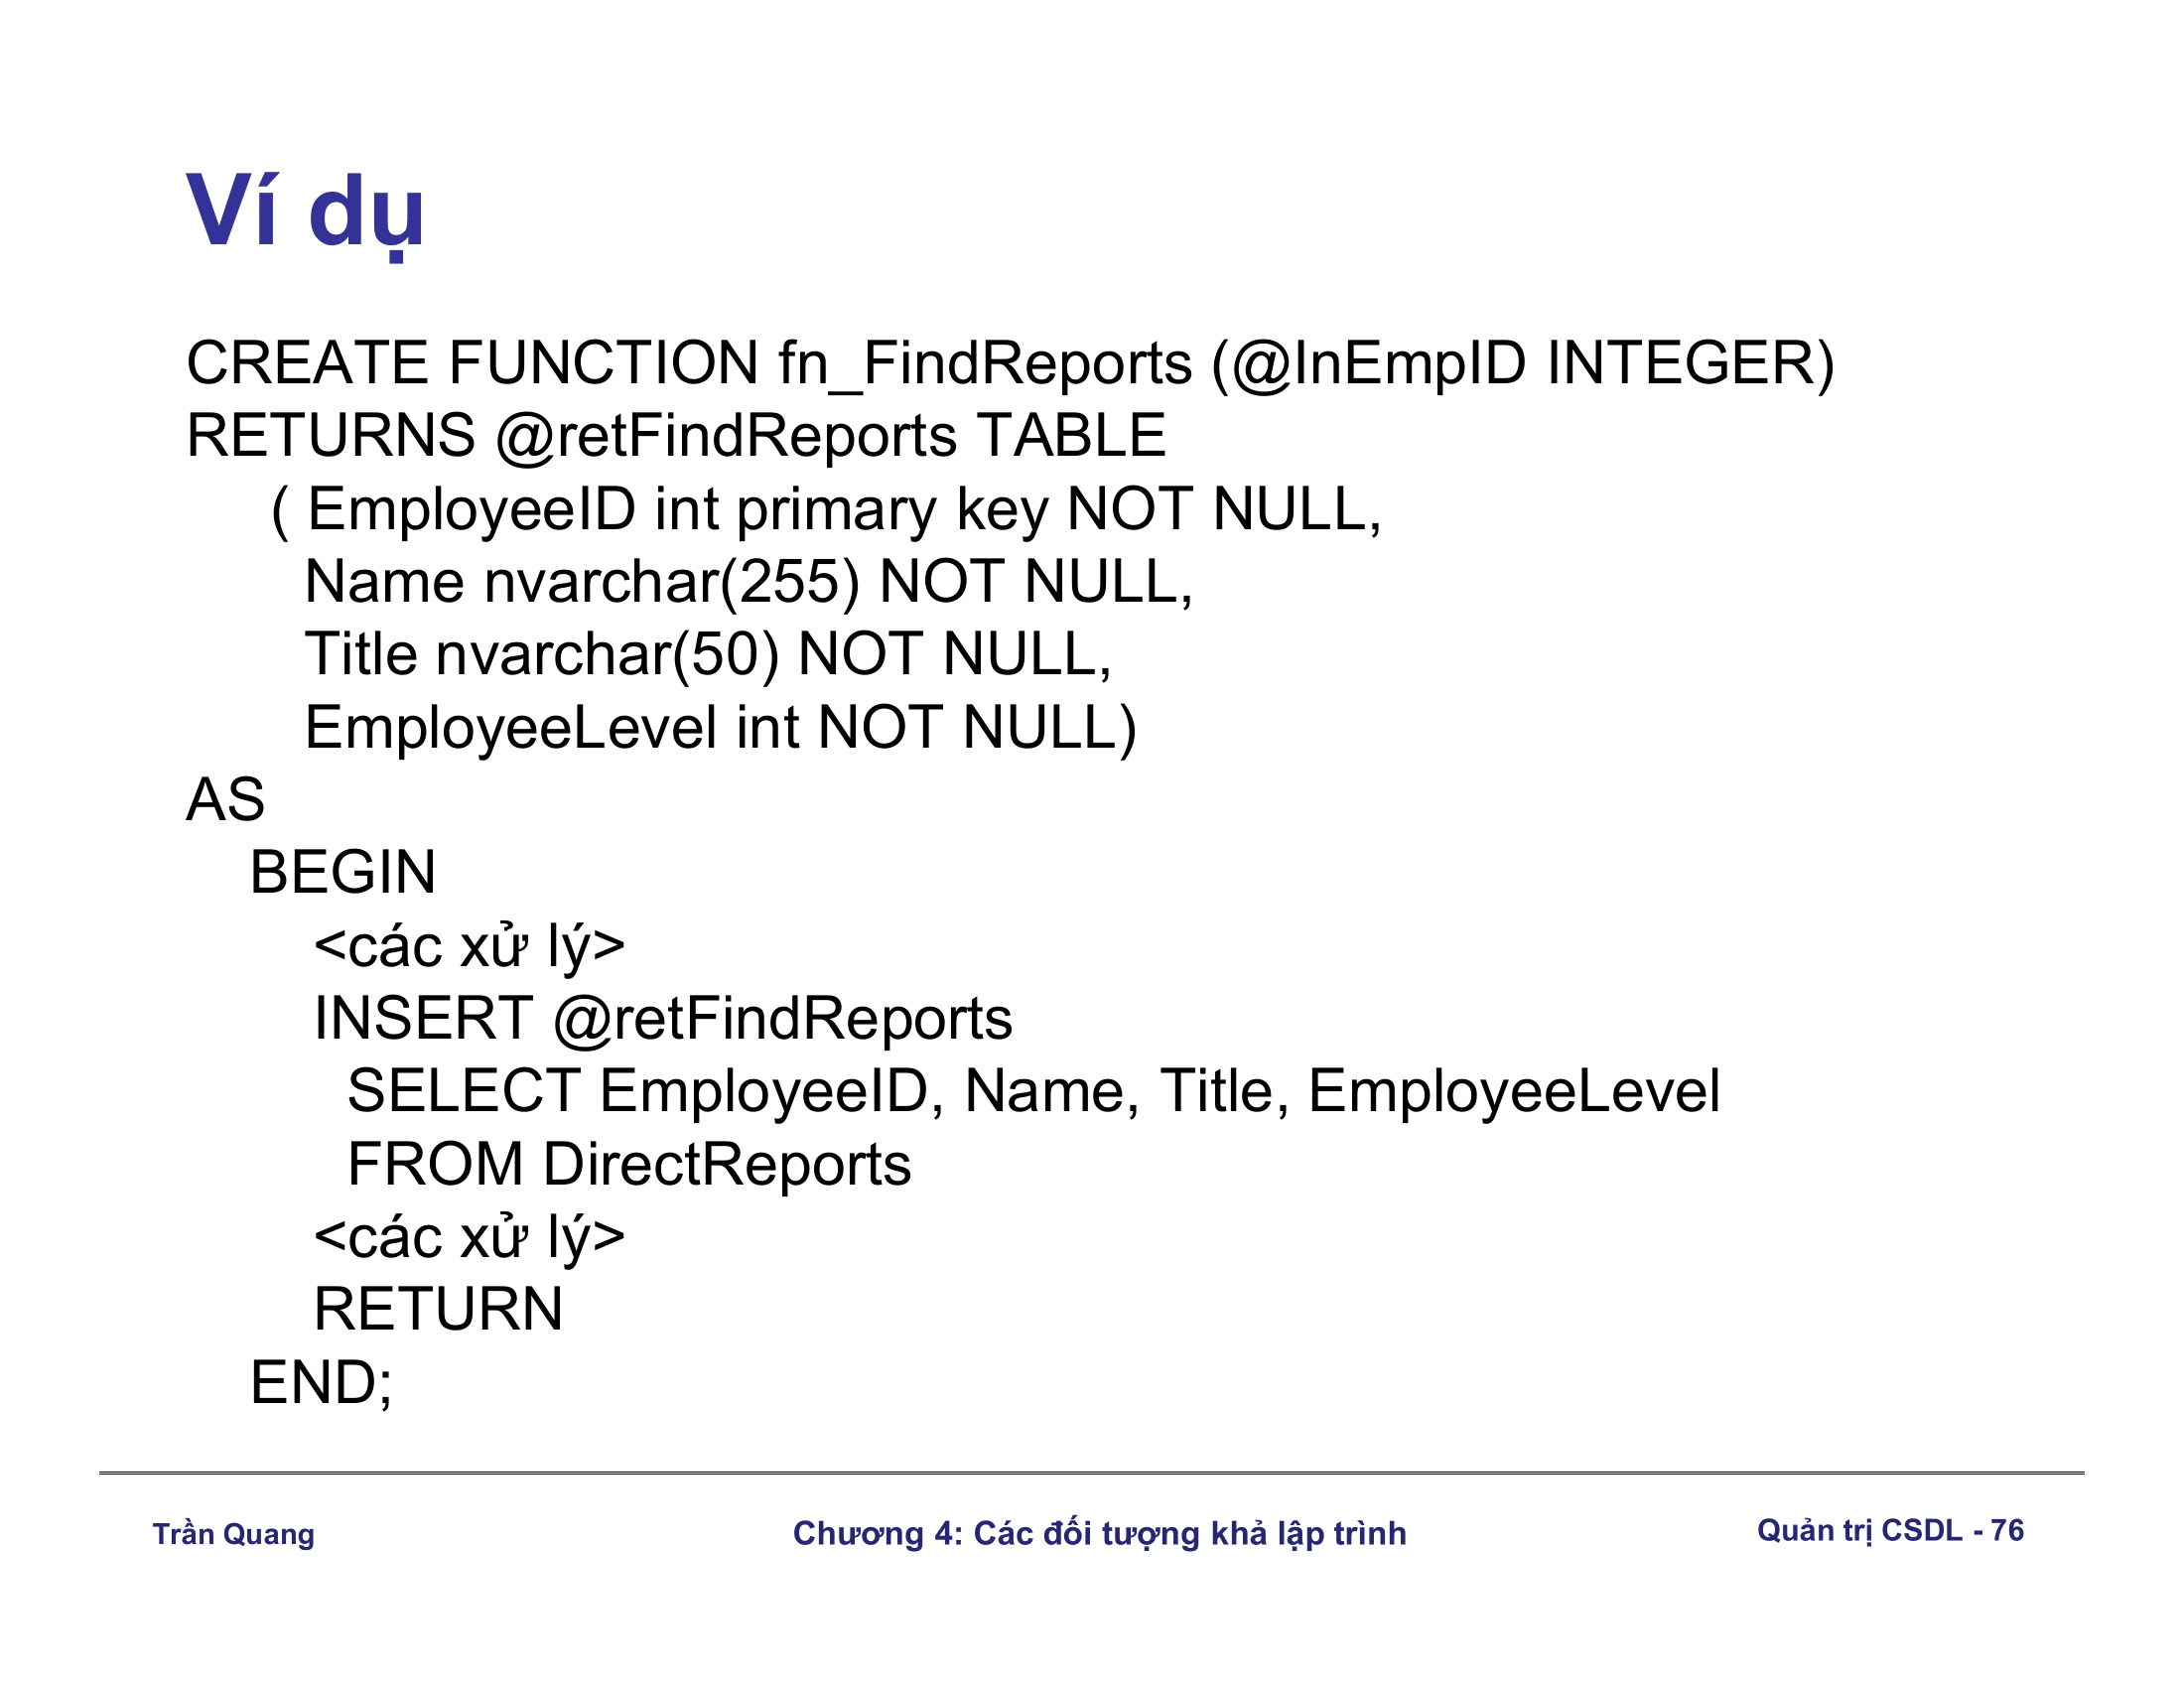 Ví dụ
CREATE FUNCTION fn_FindReports (@InEmpID INTEGER)
RETURNS @retFindReports TABLE
( EmployeeID int primary key NOT NULL,
Name nvarchar(255) NOT NULL,
Title nvarchar(50) NOT NULL,
EmployeeLevel int NOT NULL)
AS
BEGIN
<các xử lý>
INSERT @retFindReports
SELECT EmployeeID, Name, Title, EmployeeLevel
FROM DirectReports
<các xử lý>
RETURN
END;
Trần Quang
Chương 4: Các đối tượng khả lập trình
Quản trị CSDL - 76